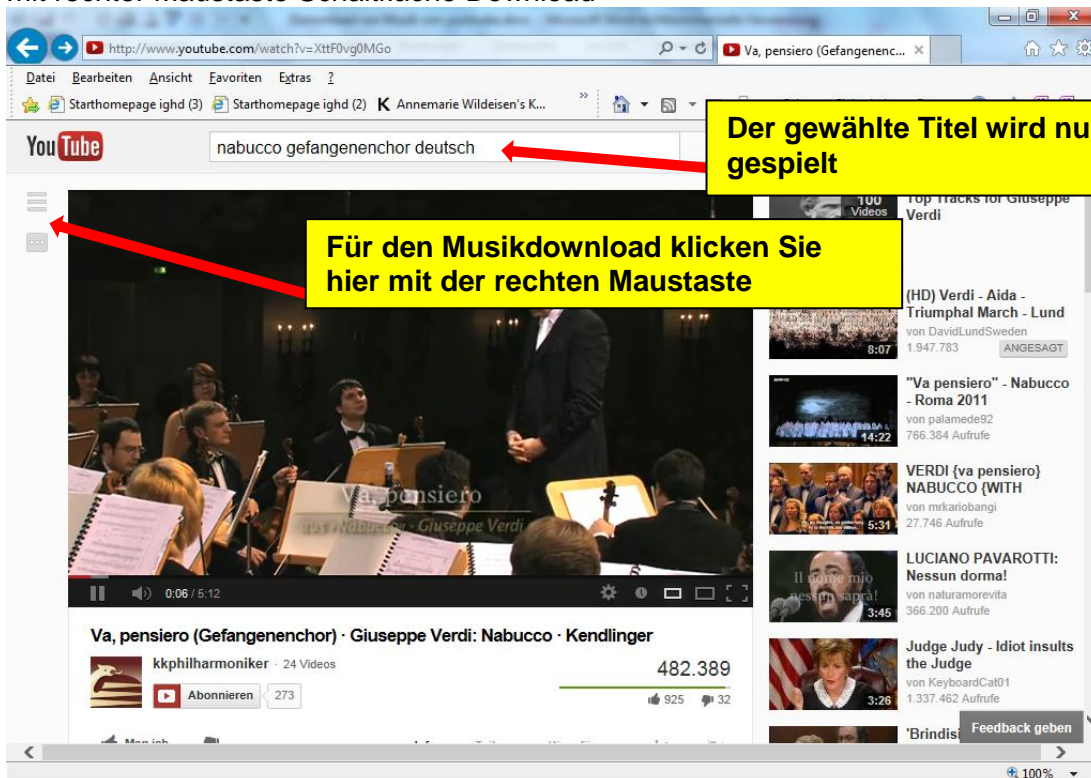 mit rechter Maustaste Schaltfläche Download
http://www.youtube.com/watch?v=XttF0vg0MGo
Va, pensiero (Gefangenenc...
Datei Bearbeiten Ansicht Favoriten Extras ?
Starthomepage ighd (3) Starthomepage ighd (2) K Annemarie Wildeisen's K... »
YouTube
nabucco gefangenenchor deutsch
Der gewählte Titel wird nu
gespielt
Für den Musikdownload klicken Sie
hier mit der rechten Maustaste
100
Videos
Top Tracks for Giuseppe
Verdi
(HD) Verdi - Aida -
Triumphal March - Lund
von DavidLundSweden
1.947.783 ANGESAGT
8:07
"Va pensiero" - Nabucco
- Roma 2011
von palamede92
766.384 Aufrufe
14:22
VERDI {va pensiero}
NABUCCO {WITH
von mrkariobangi
27.746 Aufrufe
5:31
LUCIANO PAVAROTTI:
Nessun dorma!
von naturamorevita
366.200 Aufrufe
Il nome mio
nessun saprà!
3:45
Judge Judy - Idiot insults
the Judge
von KeyboardCat01
1.337.462 Aufrufe
3:26
'Brindisi
Feedback geben
Va, pensiero
aus »Nabucco« · Giuseppe Verdi
0:06 / 5:12
Va, pensiero (Gefangenenchor) · Giuseppe Verdi: Nabucco · Kendlinger
kkphilharmoniker · 24 Videos
482.389
Abonnieren 273
925 32
100%